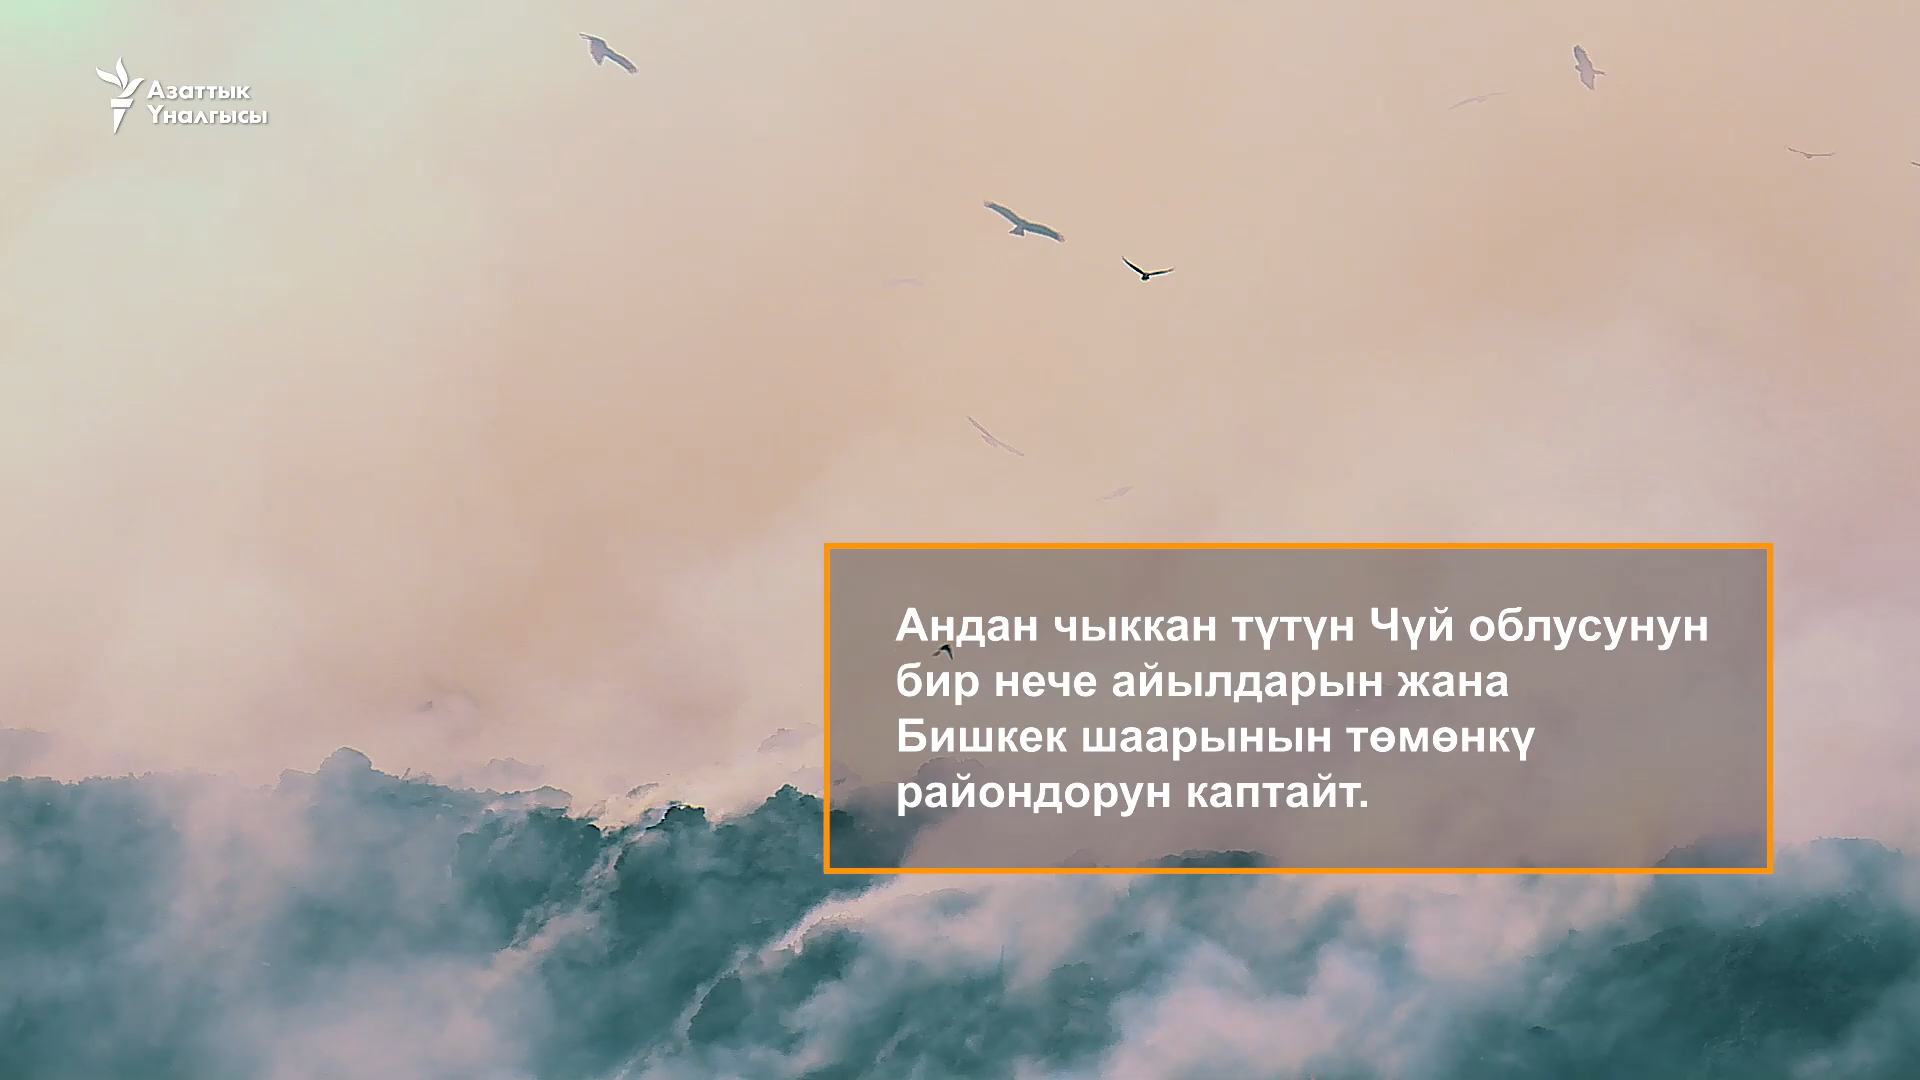 Азаттык
Үналгысы
Андан чыккан түтүн Чүй облусунун
бир нече айылдарын жана
Бишкек шаарынын төмөнкү
райондорун каптайт.